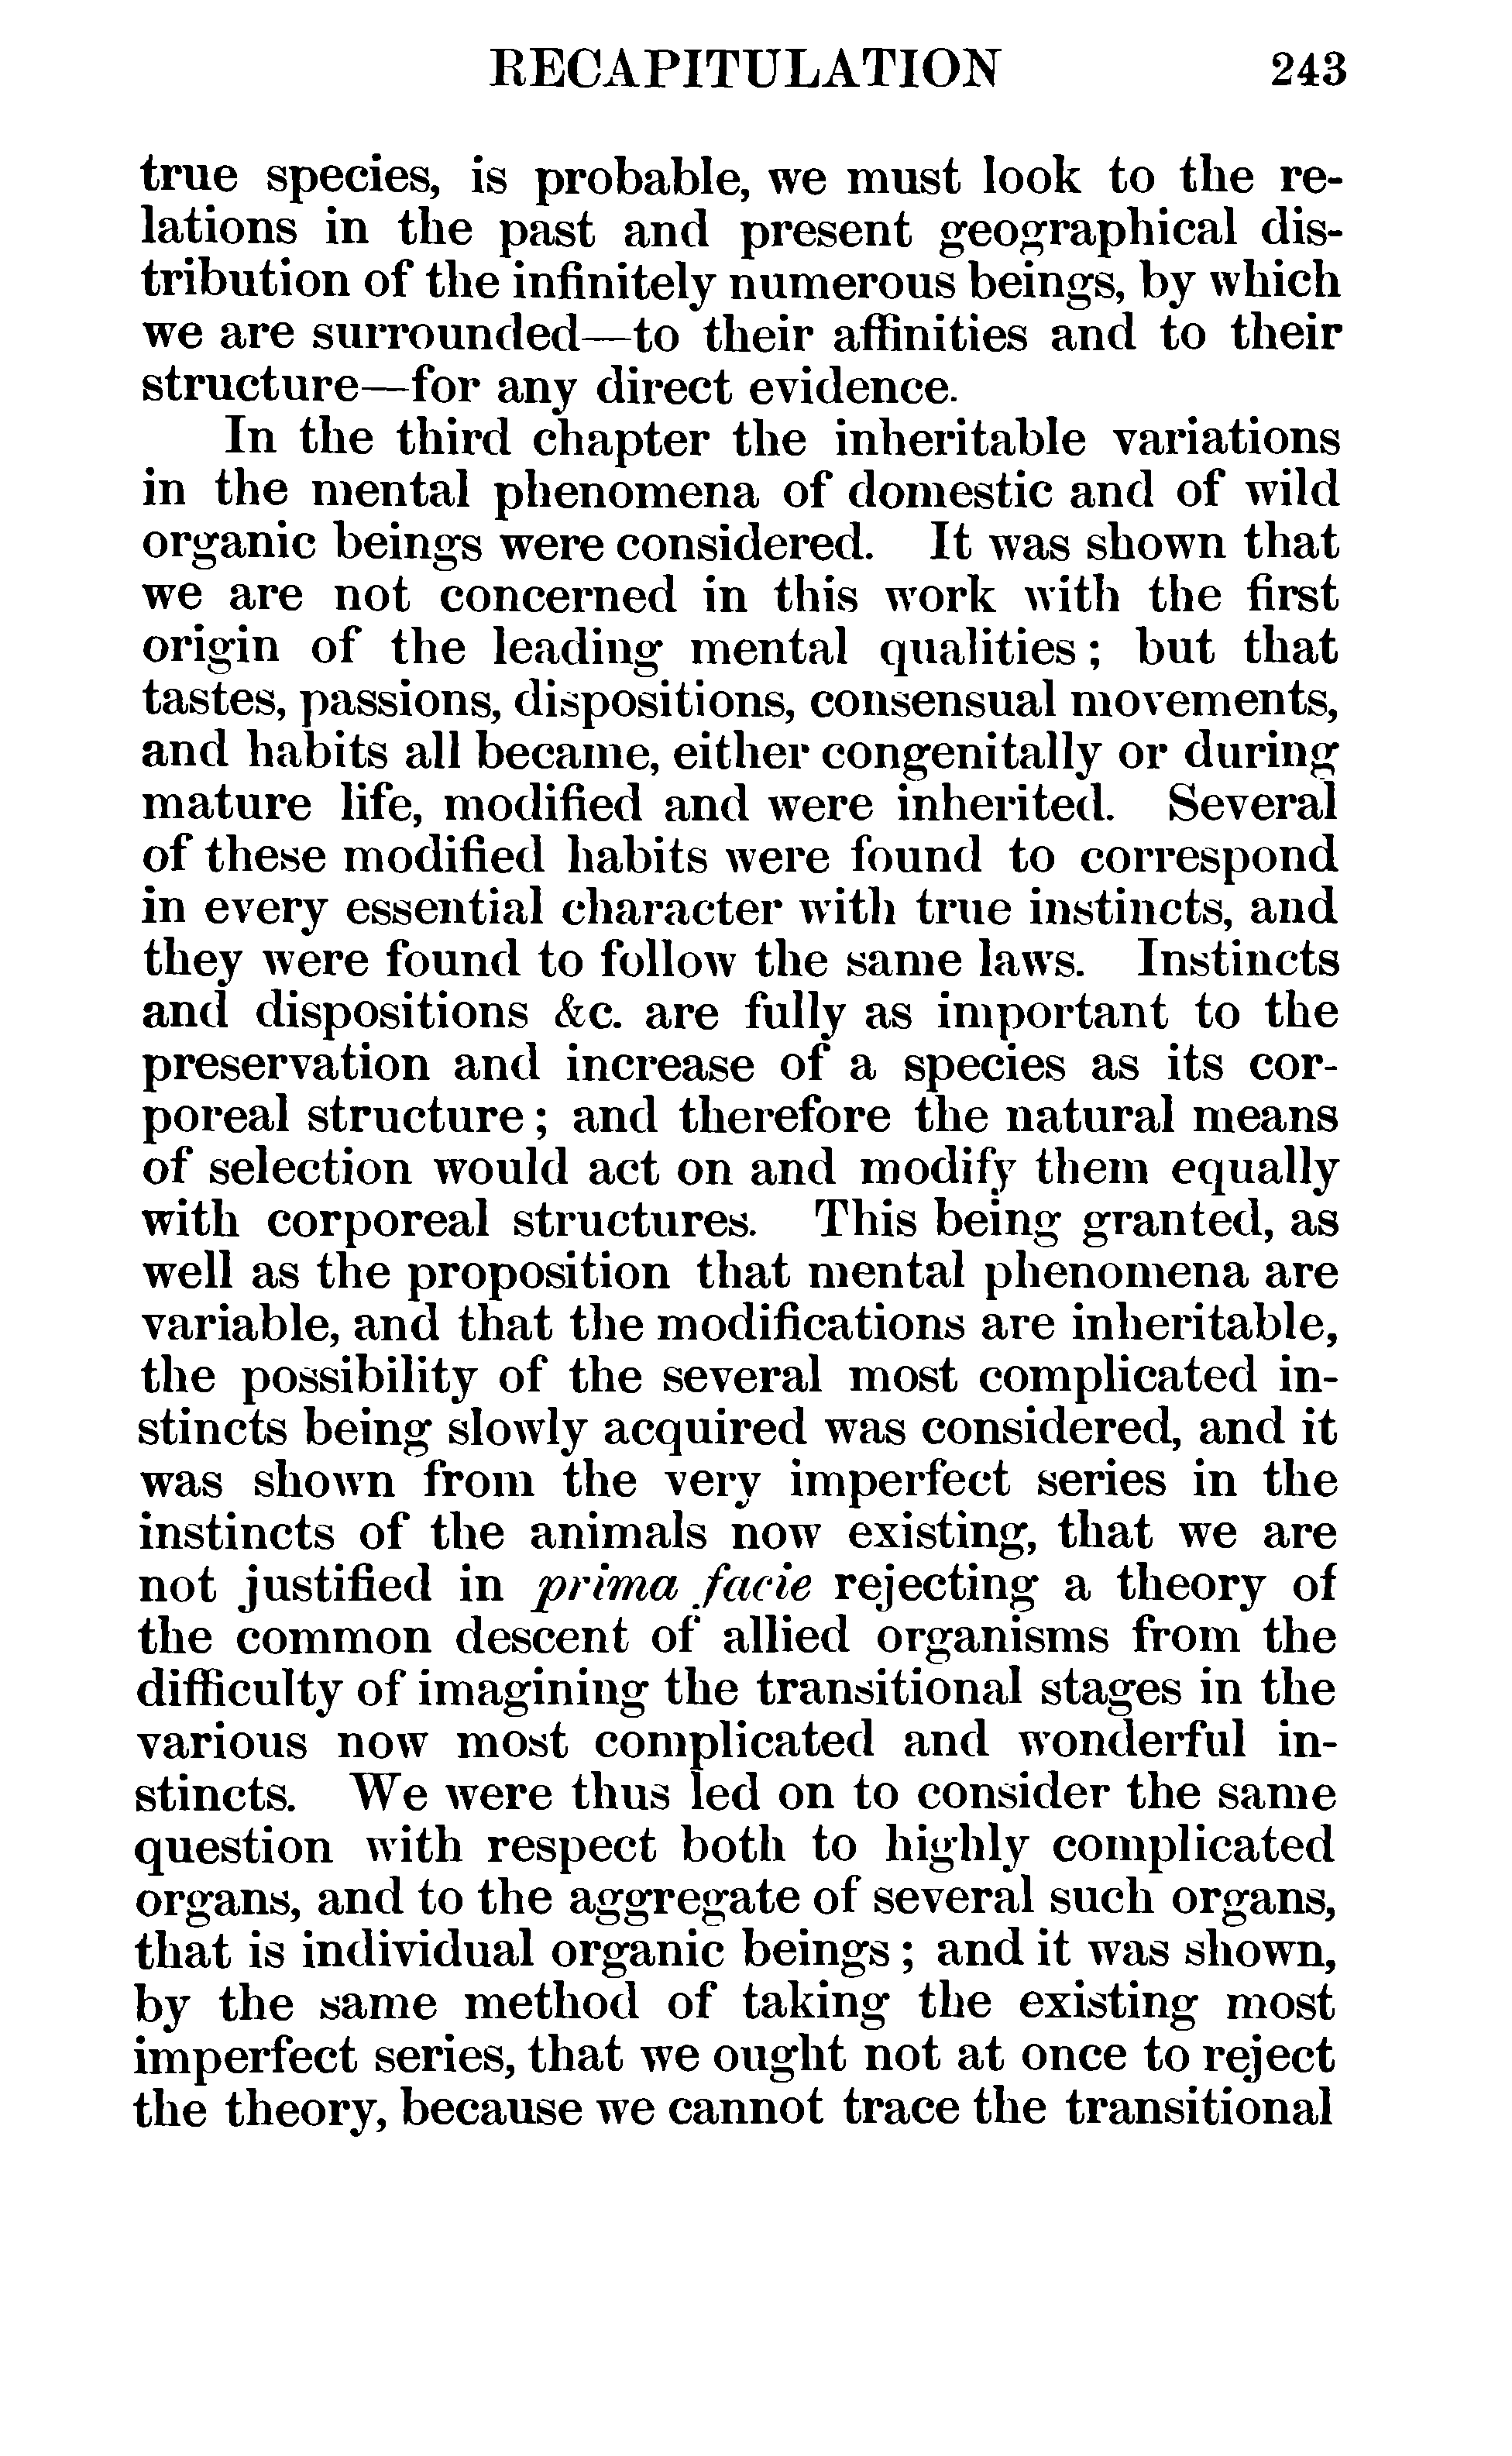 RECAPITULATION 243
true species, is probable, we must look to the re-
lations in the past and present geographical dis-
tribution of the infinitely numerous beings, by which
we are surrounded—to their affinities and to their
structure—for any direct evidence.
In the third chapter the inheritable variations
in the mental phenomena of domestic and of wild
organic beings were considered. It was shown that
we are not concerned in this work with the first
origin of the leading mental qualities; but that
tastes, passions, dispositions, consensual movements,
and habits all became, either congenitally or during
mature life, modified and were inherited. Several
of these modified habits were found to correspond
in every essential character with true instincts, and
they were found to follow the same laws. Instincts
and dispositions &c. are fully as important to the
preservation and increase of a species as its cor-
poreal structure; and therefore the natural means
of selection would act on and modify them equally
with corporeal structures. This being granted, as
well as the proposition that mental phenomena are
variable, and that the modifications are inheritable,
the possibility of the several most complicated in-
stincts being slowly acquired was considered, and it
was shown from the very imperfect series in the
instincts of the animals now existing, that we are
not justified in prima facie rejecting a theory of
the common descent of allied organisms from the
difficulty of imagining the transitional stages in the
various now most complicated and wonderful in-
stincts. We were thus led on to consider the same
question with respect both to highly complicated
organs, and to the aggregate of several such organs,
that is individual organic beings; and it was shown,
by the same method of taking the existing most
imperfect series, that we ought not at once to reject
the theory, because we cannot trace the transitional